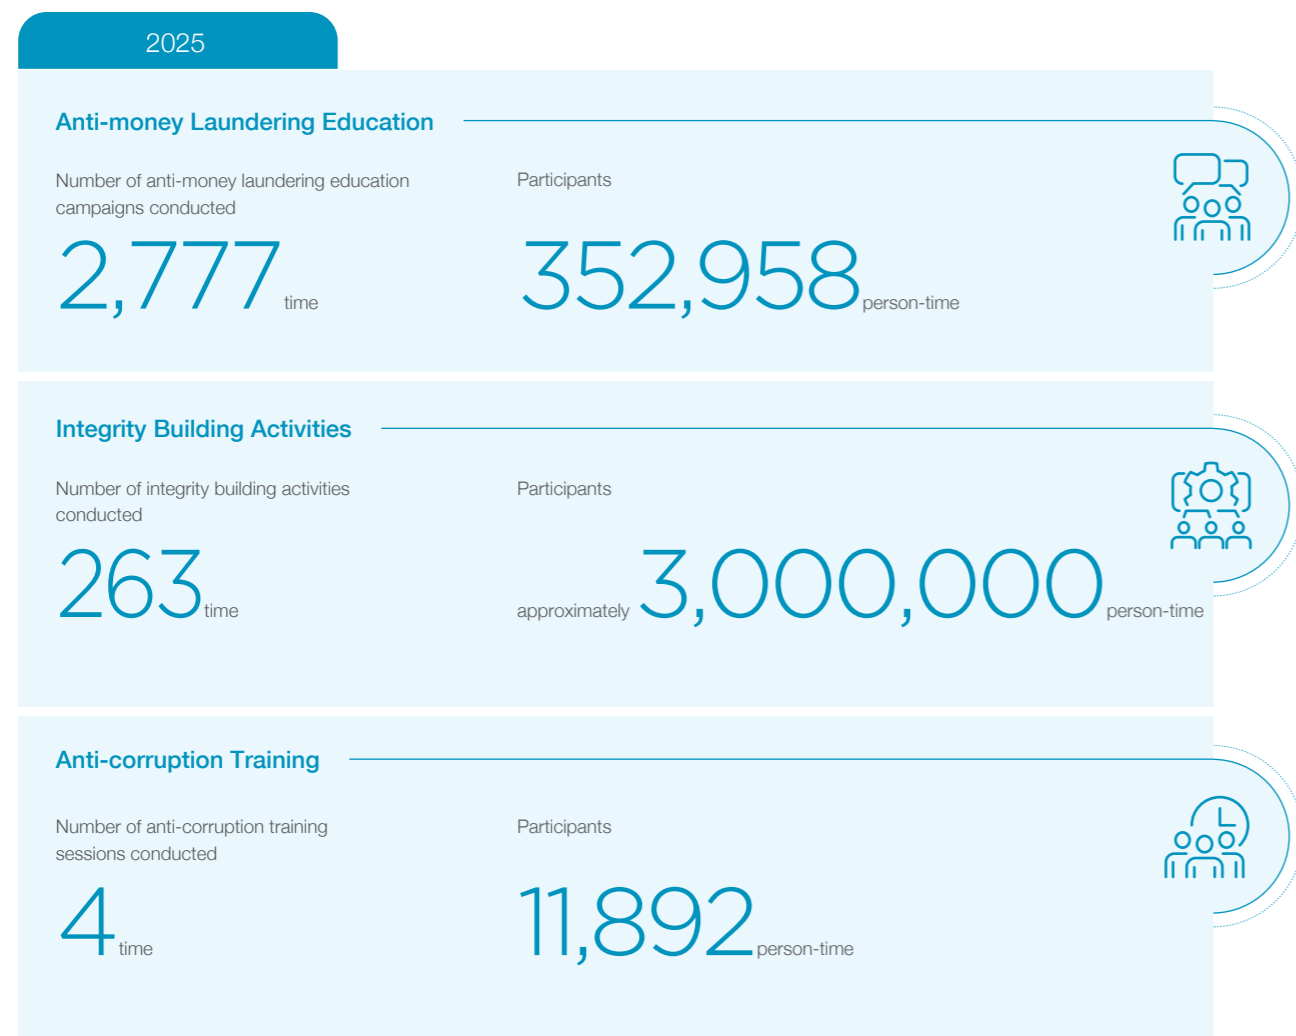 2025
Anti-money Laundering Education
Number of anti-money laundering education
campaigns conducted
2,777 time
Participants
352,958 person-time
Integrity Building Activities
Number of integrity building activities
conducted
263 time
Participants
approximately 3,000,000 person-time
Anti-corruption Training
Number of anti-corruption training
sessions conducted
4 time
Participants
11,892 person-time